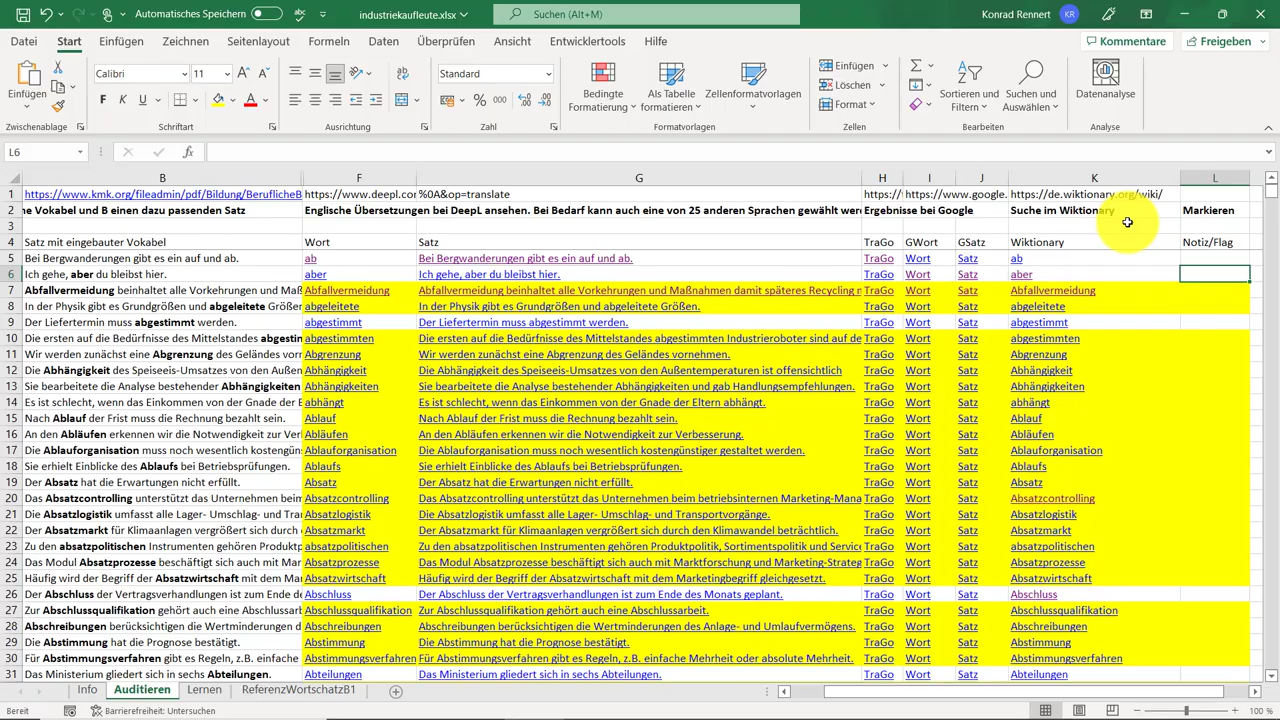 Automatisches Speichern
industriekaufleute.xlsx
Suchen (Alt+M)
Konrad Rennert
KR
Datei Start Einfügen Zeichnen Seitenlayout Formeln Daten Überprüfen Ansicht Entwicklertools Hilfe
Kommentare
Freigeben
Einfügen
Calibri
11
F K U
Standard
Bedingte Formatierung
Als Tabelle formatieren
Zellenformatvorlagen
Einfügen
Löschen
Format
Sortieren und Filtern
Suchen und Auswählen
Datenanalyse
Zwischenablage Schriftart Ausrichtung Zahl Formatvorlagen Zellen Bearbeiten Analyse
L6
fx
B F G H I J K L
1 https://www.kmk.org/fileadmin/pdf/Bildung/BeruflicheB https://www.deepl.con %0A&op=translate https:// https://www.google. https://de.wiktionary.org/wiki/
2 ne Vokabel und B einen dazu passenden Satz Englische Übersetzungen bei DeepL ansehen. Bei Bedarf kann auch eine von 25 anderen Sprachen gewählt were Ergebnisse bei Google Suche im Wiktionary Markieren
3
4 Satz mit eingebauter Vokabel Wort Satz TraGo GWort GSatz Wiktionary Notiz/Flag
5 Bei Bergwanderungen gibt es ein auf und ab. ab Bei Bergwanderungen gibt es ein auf und ab. TraGo Wort Satz ab
6 Ich gehe, aber du bleibst hier. aber Ich gehe, aber du bleibst hier. TraGo Wort Satz aber
7 Abfallvermeidung beinhaltet alle Vorkehrungen und Maß Abfallvermeidung Abfallvermeidung beinhaltet alle Vorkehrungen und Maßnahmen damit späteres Recycling n TraGo Wort Satz Abfallvermeidung
8 In der Physik gibt es Grundgrößen und abgeleitete Größen. abgeleitete In der Physik gibt es Grundgrößen und abgeleitete Größen. TraGo Wort Satz abgeleitete
9 Der Liefertermin muss abgestimmt werden. abgestimmt Der Liefertermin muss abgestimmt werden. TraGo Wort Satz abgestimmt
10 Die ersten auf die Bedürfnisse des Mittelstandes abgestim abgestimmten Die ersten auf die Bedürfnisse des Mittelstandes abgestimmten Industrieroboter sind auf de TraGo Wort Satz abgestimmten
11 Wir werden zunächst eine Abgrenzung des Geländes vorn Abgrenzung Wir werden zunächst eine Abgrenzung des Geländes vornehmen. TraGo Wort Satz Abgrenzung
12 Die Abhängigkeit des Speiseeis-Umsatzes von den Außent Abhängigkeit Die Abhängigkeit des Speiseeis-Umsatzes von den Außentemperaturen ist offensichtlich TraGo Wort Satz Abhängigkeit
13 Sie bearbeitete die Analyse bestehender Abhängigkeiten Abhängigkeiten Sie bearbeitete die Analyse bestehender Abhängigkeiten und gab Handlungsempfehlungen. TraGo Wort Satz Abhängigkeiten
14 Es ist schlecht, wenn das Einkommen von der Gnade der E abhängt Es ist schlecht, wenn das Einkommen von der Gnade der Eltern abhängt. TraGo Wort Satz abhängt
15 Nach Ablauf der Frist muss die Rechnung bezahlt sein. Ablauf Nach Ablauf der Frist muss die Rechnung bezahlt sein. TraGo Wort Satz Ablauf
16 An den Abläufen erkennen wir die Notwendigkeit zur Verb Abläufen An den Abläufen erkennen wir die Notwendigkeit zur Verbesserung. TraGo Wort Satz Abläufen
17 Die Ablauforganisation muss noch wesentlich kostengüns Ablauforganisation Die Ablauforganisation muss noch wesentlich kostengünstiger gestaltet werden. TraGo Wort Satz Ablauforganisation
18 Sie erhielt Einblicke des Ablaufs bei Betriebsprüfungen. Ablaufs Sie erhielt Einblicke des Ablaufs bei Betriebsprüfungen. TraGo Wort Satz Ablaufs
19 Der Absatz hat die Erwartungen nicht erfüllt. Absatz Der Absatz hat die Erwartungen nicht erfüllt. TraGo Wort Satz Absatz
20 Das Absatzcontrolling unterstützt das Unternehmen beim Absatzcontrolling Das Absatzcontrolling unterstützt das Unternehmen beim betriebsinternen Marketing-Mana TraGo Wort Satz Absatzcontrolling
21 Die Absatzlogistik umfasst alle Lager- Umschlag- und Tran Absatzlogistik Die Absatzlogistik umfasst alle Lager- Umschlag- und Transportvorgänge. TraGo Wort Satz Absatzlogistik
22 Der Absatzmarkt für Klimaanlagen vergrößert sich durch d Absatzmarkt Der Absatzmarkt für Klimaanlagen vergrößert sich durch den Klimawandel beträchtlich. TraGo Wort Satz Absatzmarkt
23 Zu den absatzpolitischen Instrumenten gehören Produktp absatzpolitischen Zu den absatzpolitischen Instrumenten gehören Produktpolitik, Sortimentspolitik und Service TraGo Wort Satz absatzpolitischen
24 Das Modul Absatzprozesse beschäftigt sich auch mit Mark Absatzprozesse Das Modul Absatzprozesse beschäftigt sich auch mit Marktforschung und Marketing-Strateg TraGo Wort Satz Absatzprozesse
25 Häufig wird der Begriff der Absatzwirtschaft mit dem Mar Absatzwirtschaft Häufig wird der Begriff der Absatzwirtschaft mit dem Marketingbegriff gleichgesetzt. TraGo Wort Satz Absatzwirtschaft
26 Der Abschluss der Vertragsverhandlungen ist zum Ende de Abschluss Der Abschluss der Vertragsverhandlungen ist zum Ende des Monats geplant. TraGo Wort Satz Abschluss
27 Zur Abschlussqualifikation gehört auch eine Abschlussarb Abschlussqualifikation Zur Abschlussqualifikation gehört auch eine Abschlussarbeit. TraGo Wort Satz Abschlussqualifikation
28 Abschreibungen berücksichtigen die Wertminderungen de Abschreibungen Abschreibungen berücksichtigen die Wertminderungen des Anlage- und Umlaufvermögens. TraGo Wort Satz Abschreibungen
29 Die Abstimmung hat die Prognose bestätigt. Abstimmung Die Abstimmung hat die Prognose bestätigt. TraGo Wort Satz Abstimmung
30 Für Abstimmungsverfahren gibt es Regeln, z.B. einfache Abstimmungsverfahren Für Abstimmungsverfahren gibt es Regeln, z.B. einfache Mehrheit oder absolute Mehrheit. TraGo Wort Satz Abstimmungsverfahren
31 Das Ministerium gliedert sich in sechs Abteilungen. Abteilungen Das Ministerium gliedert sich in sechs Abteilungen. TraGo Wort Satz Abteilungen
Info Auditieren Lernen ReferenzWortschatzB1
Bereit
Barrierefreiheit: Untersuchen
100 %